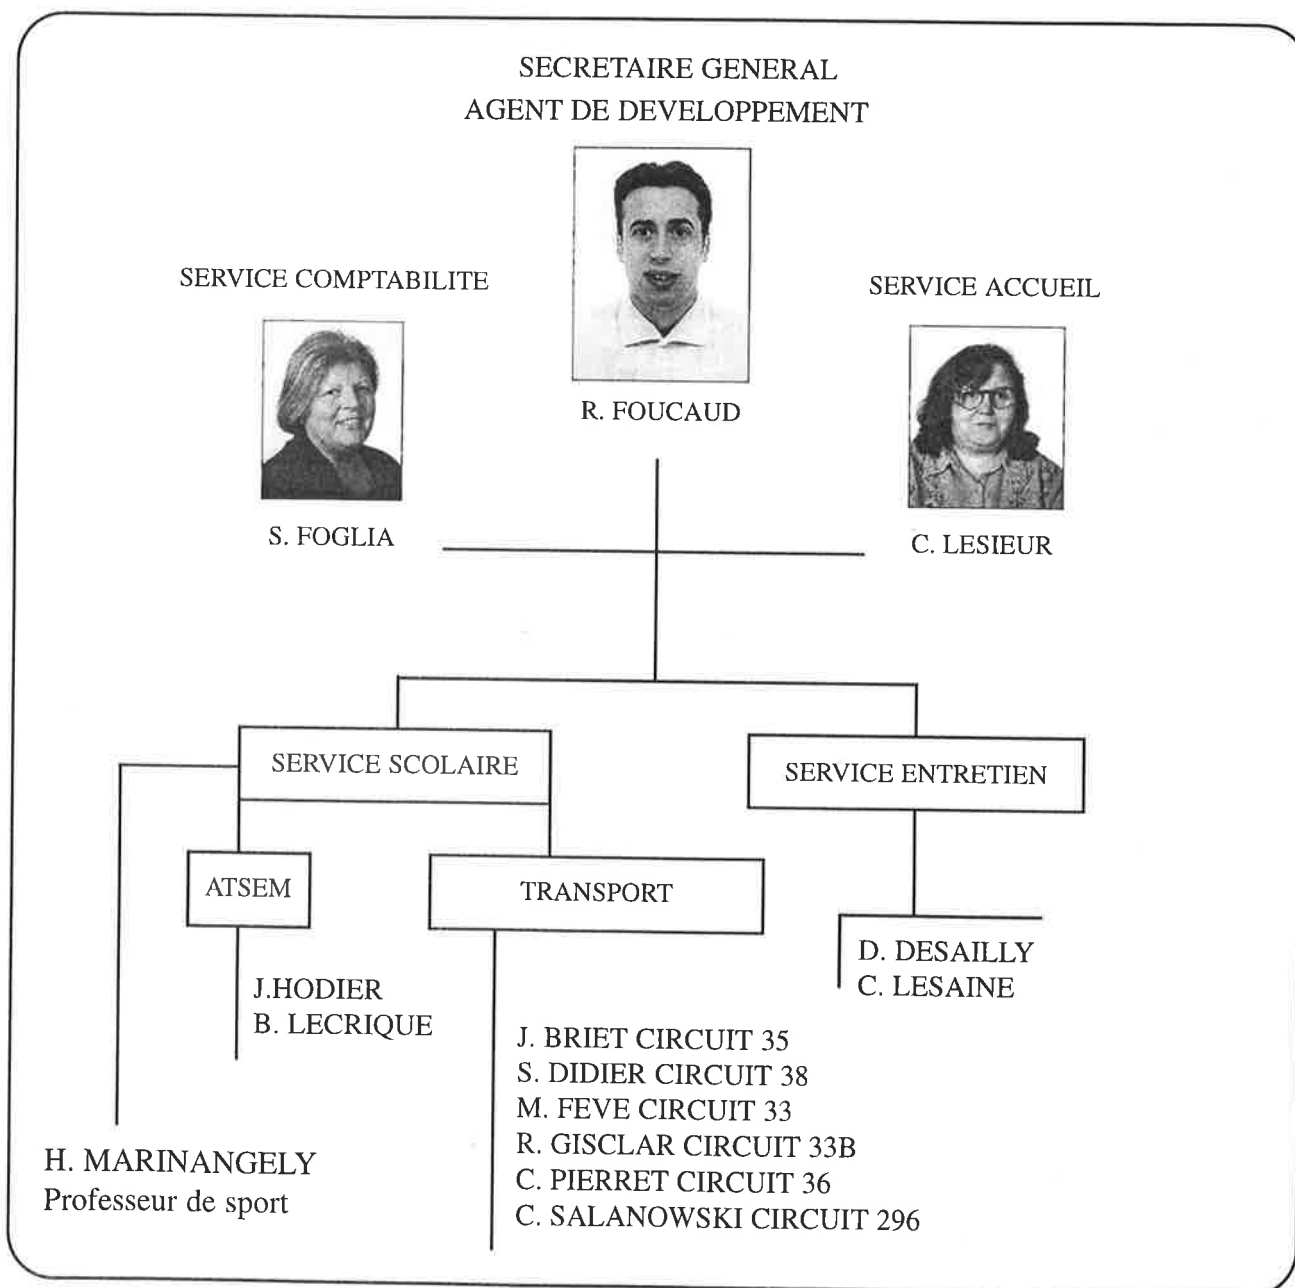 SECRETAIRE GENERAL
AGENT DE DEVELOPPEMENT
R. FOUCAUD
SERVICE COMPTABILITE
S. FOGLIA
SERVICE ACCUEIL
C. LESIEUR
SERVICE SCOLAIRE
SERVICE ENTRETIEN
ATSEM
TRANSPORT
J.HODIER
B. LECRIQUE
D. DESAILLY
C. LESAINE
J. BRIET CIRCUIT 35
S. DIDIER CIRCUIT 38
M. FEVE CIRCUIT 33
R. GISCLAR CIRCUIT 33B
C. PIERRET CIRCUIT 36
C. SALANOWSKI CIRCUIT 296
H. MARINANGELY
Professeur de sport